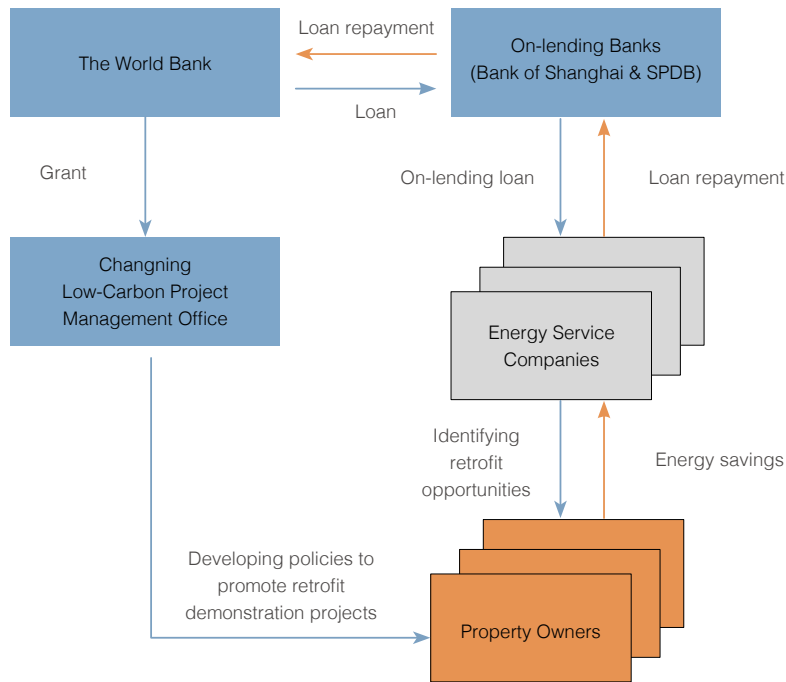 Loan repayment
The World Bank
On-lending Banks
(Bank of Shanghai & SPDB)
Loan
Grant
On-lending loan
Loan repayment
Changning
Low-Carbon Project
Management Office
Energy Service
Companies
Identifying
retrofit
opportunities
Energy savings
Developing policies to
promote retrofit
demonstration projects
Property Owners